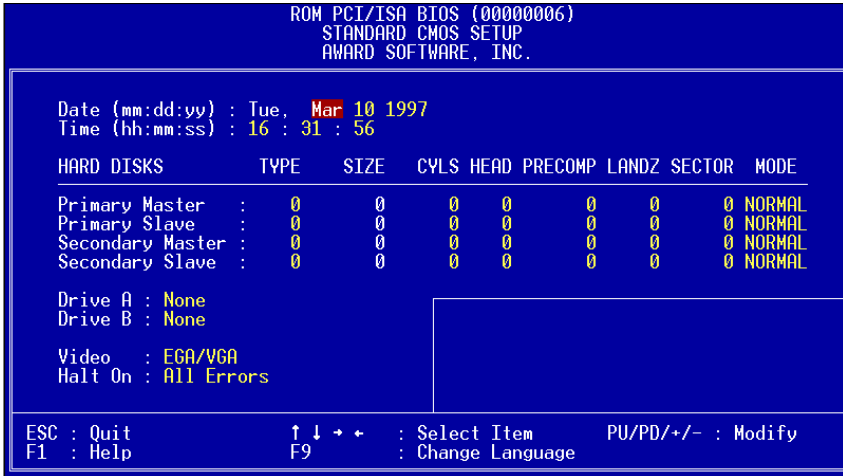 ROM PCI/ISA BIOS (00000006)
STANDARD CMOS SETUP
AWARD SOFTWARE, INC.
Date (mm:dd:yy) : Tue, Mar 10 1997
Time (hh:mm:ss) : 16 : 31 : 56
HARD DISKS TYPE SIZE CYLS HEAD PRECOMP LANDZ SECTOR MODE
Primary Master : 0 0 0 0 0 0 0 NORMAL
Primary Slave : 0 0 0 0 0 0 0 NORMAL
Secondary Master : 0 0 0 0 0 0 0 NORMAL
Secondary Slave : 0 0 0 0 0 0 0 NORMAL
Drive A : None
Drive B : None
Video : EGA/VGA
Halt On : All Errors
ESC : Quit ↑ ↓ → ← : Select Item PU/PD/+/- : Modify
F1 : Help F9 : Change Language